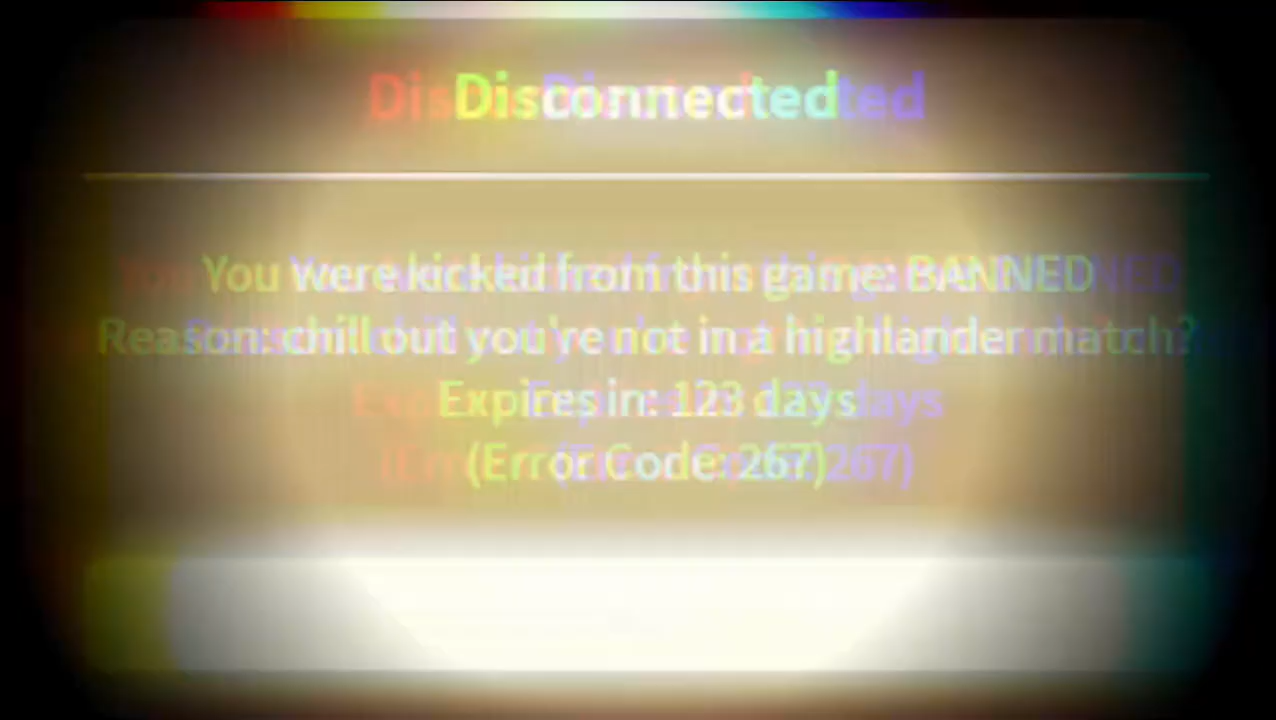 Disconnected
You were kicked from this game: BANNED
Reason: chill out you're not in a highlander match?
Expires in: 123 days
(Error Code: 267)